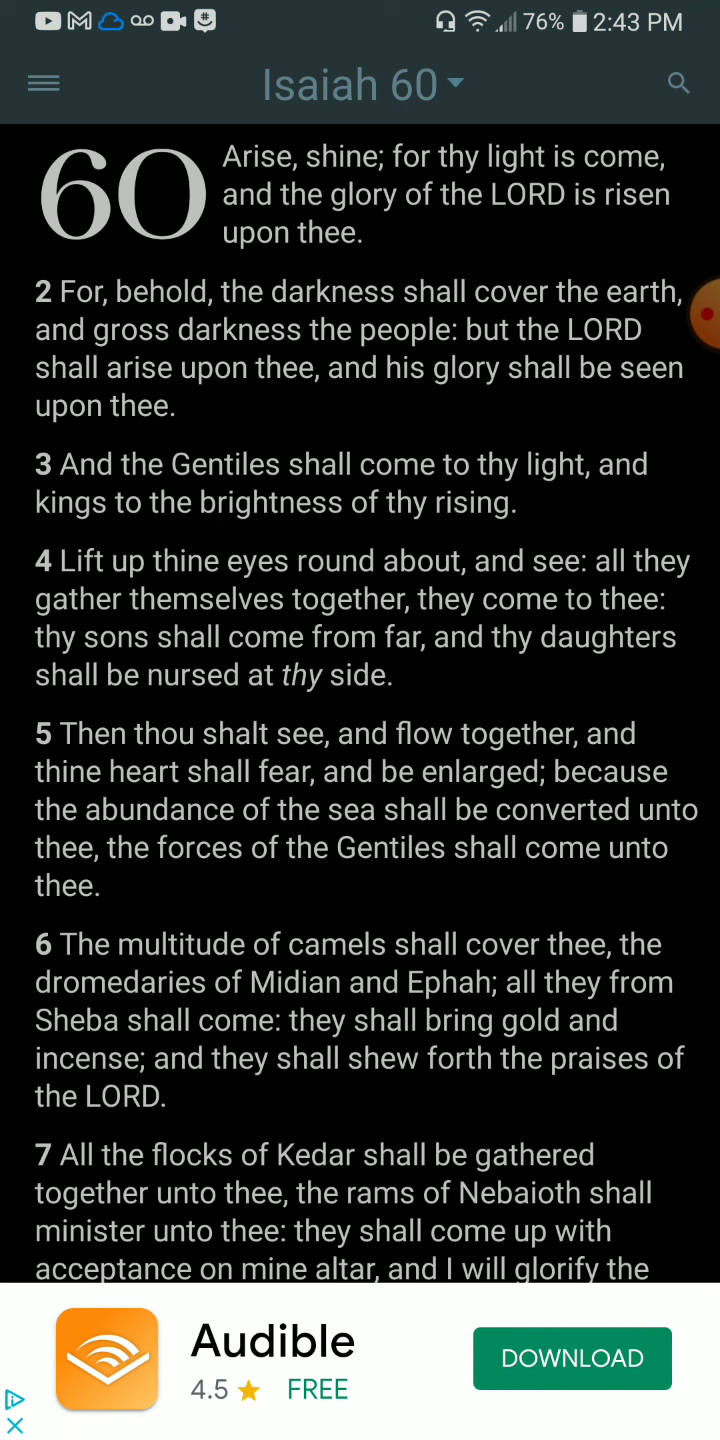 76% 2:43 PM
Isaiah 60
60 Arise, shine; for thy light is come,
and the glory of the LORD is risen
upon thee.
2 For, behold, the darkness shall cover the earth,
and gross darkness the people: but the LORD
shall arise upon thee, and his glory shall be seen
upon thee.
3 And the Gentiles shall come to thy light, and
kings to the brightness of thy rising.
4 Lift up thine eyes round about, and see: all they
gather themselves together, they come to thee:
thy sons shall come from far, and thy daughters
shall be nursed at thy side.
5 Then thou shalt see, and flow together, and
thine heart shall fear, and be enlarged; because
the abundance of the sea shall be converted unto
thee, the forces of the Gentiles shall come unto
thee.
6 The multitude of camels shall cover thee, the
dromedaries of Midian and Ephah; all they from
Sheba shall come: they shall bring gold and
incense; and they shall shew forth the praises of
the LORD.
7 All the flocks of Kedar shall be gathered
together unto thee, the rams of Nebaioth shall
minister unto thee: they shall come up with
acceptance on mine altar, and I will glorify the
Audible
4.5 FREE
DOWNLOAD